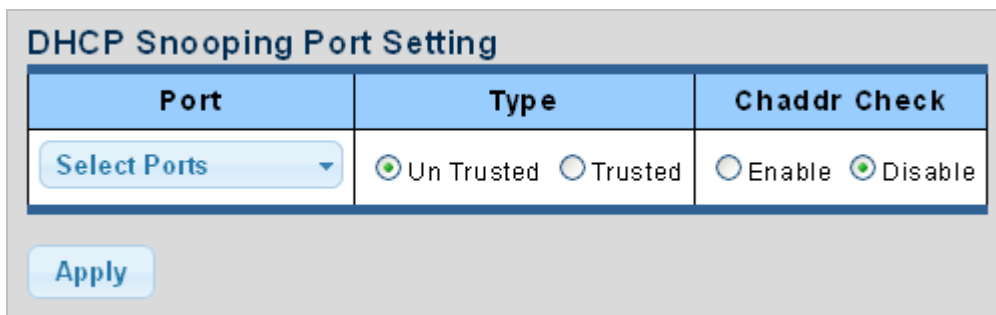 DHCP Snooping Port Setting
Port Type Chaddr Check
Select Ports Un Trusted Trusted Enable Disable
Apply